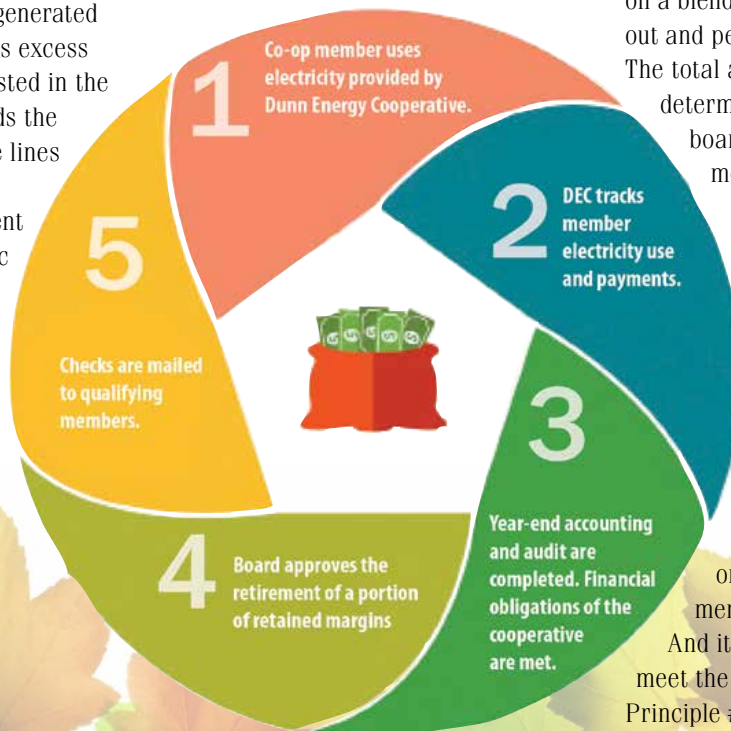 generated
s excess
sted in the
ds the
lines
ent
c
1
Co-op member uses
electricity provided by
Dunn Energy Cooperative.
2
DEC tracks
member
electricity use
and payments.
3
Year-end accounting
and audit are
completed. Financial
obligations of the
cooperative
are met.
4
Board approves the
retirement of a portion
of retained margins
5
Checks are mailed
to qualifying
members.
on a blend
out and pe
The total a
determ
boar
m
or
mer
And it
meet the
Principle #